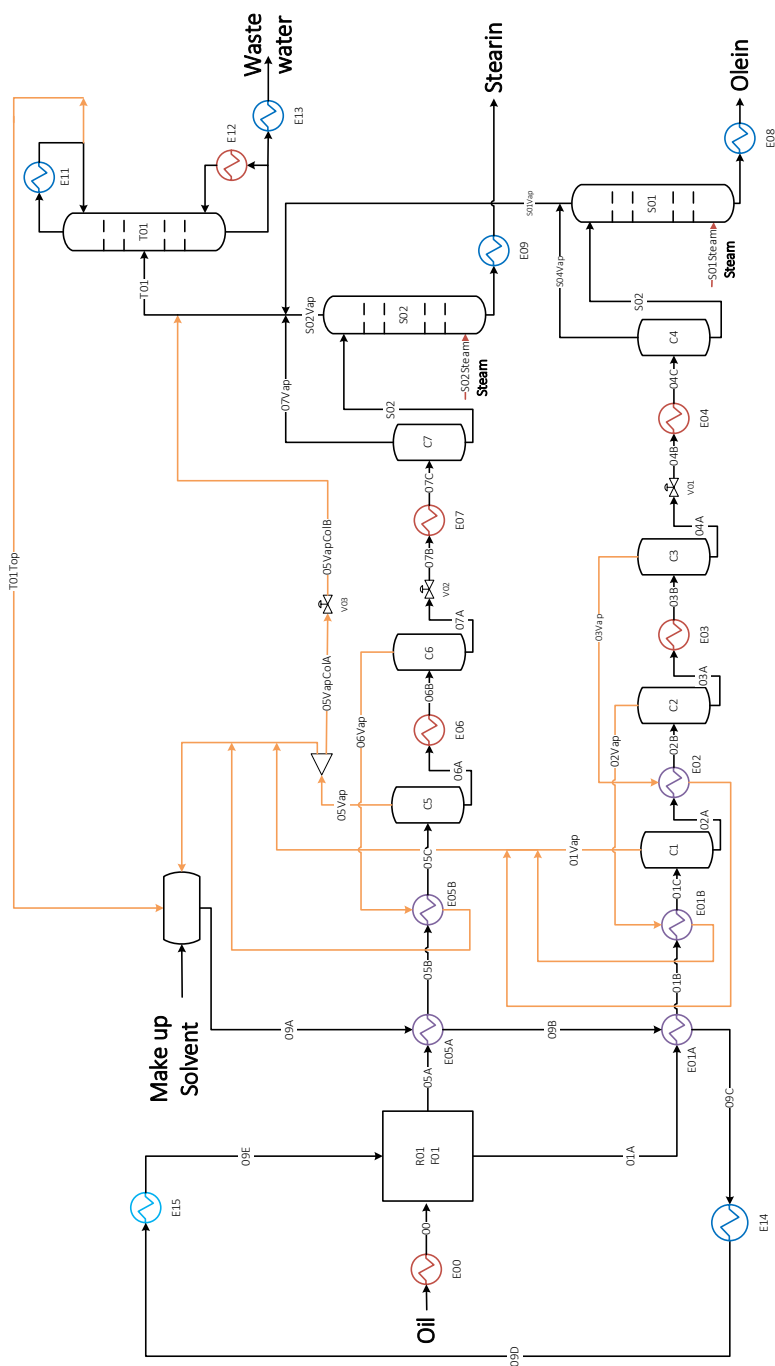 Waste
water
E13
E12
E11
T01
T01
T01Top
Stearin
E09
Olein
E08
S01
S01Vap
S04Vap
S01Steam
Steam
S02
S02Vap
S02Steam
Steam
07Vap
S02
S02
C7
C4
07C
04C
E07
E04
07B
04B
V02
V01
05VapColB
V03
05VapColA
07A
04A
C6
C3
06Vap
03Vap
06B
03B
E06
E03
06A
03A
C5
C2
05Vap
02Vap
05C
02B
E02
02A
C1
01Vap
01C
E05B
E01B
05B
01B
Make up
Solvent
09A
E05A
09B
E01A
05A
01A
09C
R01
F01
09E
E15
E14
00
E00
Oil
09D